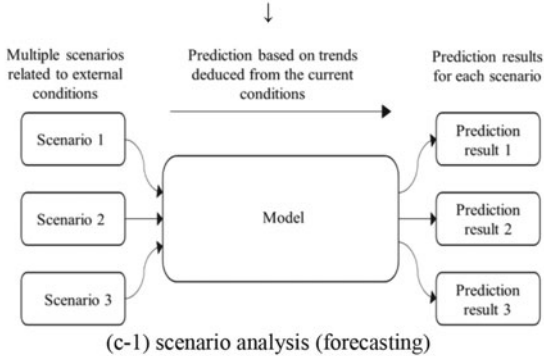 Multiple scenarios
related to external
conditions
Prediction based on trends
deduced from the current
conditions
Prediction results
for each scenario
Scenario 1
Scenario 2
Scenario 3
Model
Prediction
result 1
Prediction
result 2
Prediction
result 3
(c-1) scenario analysis (forecasting)